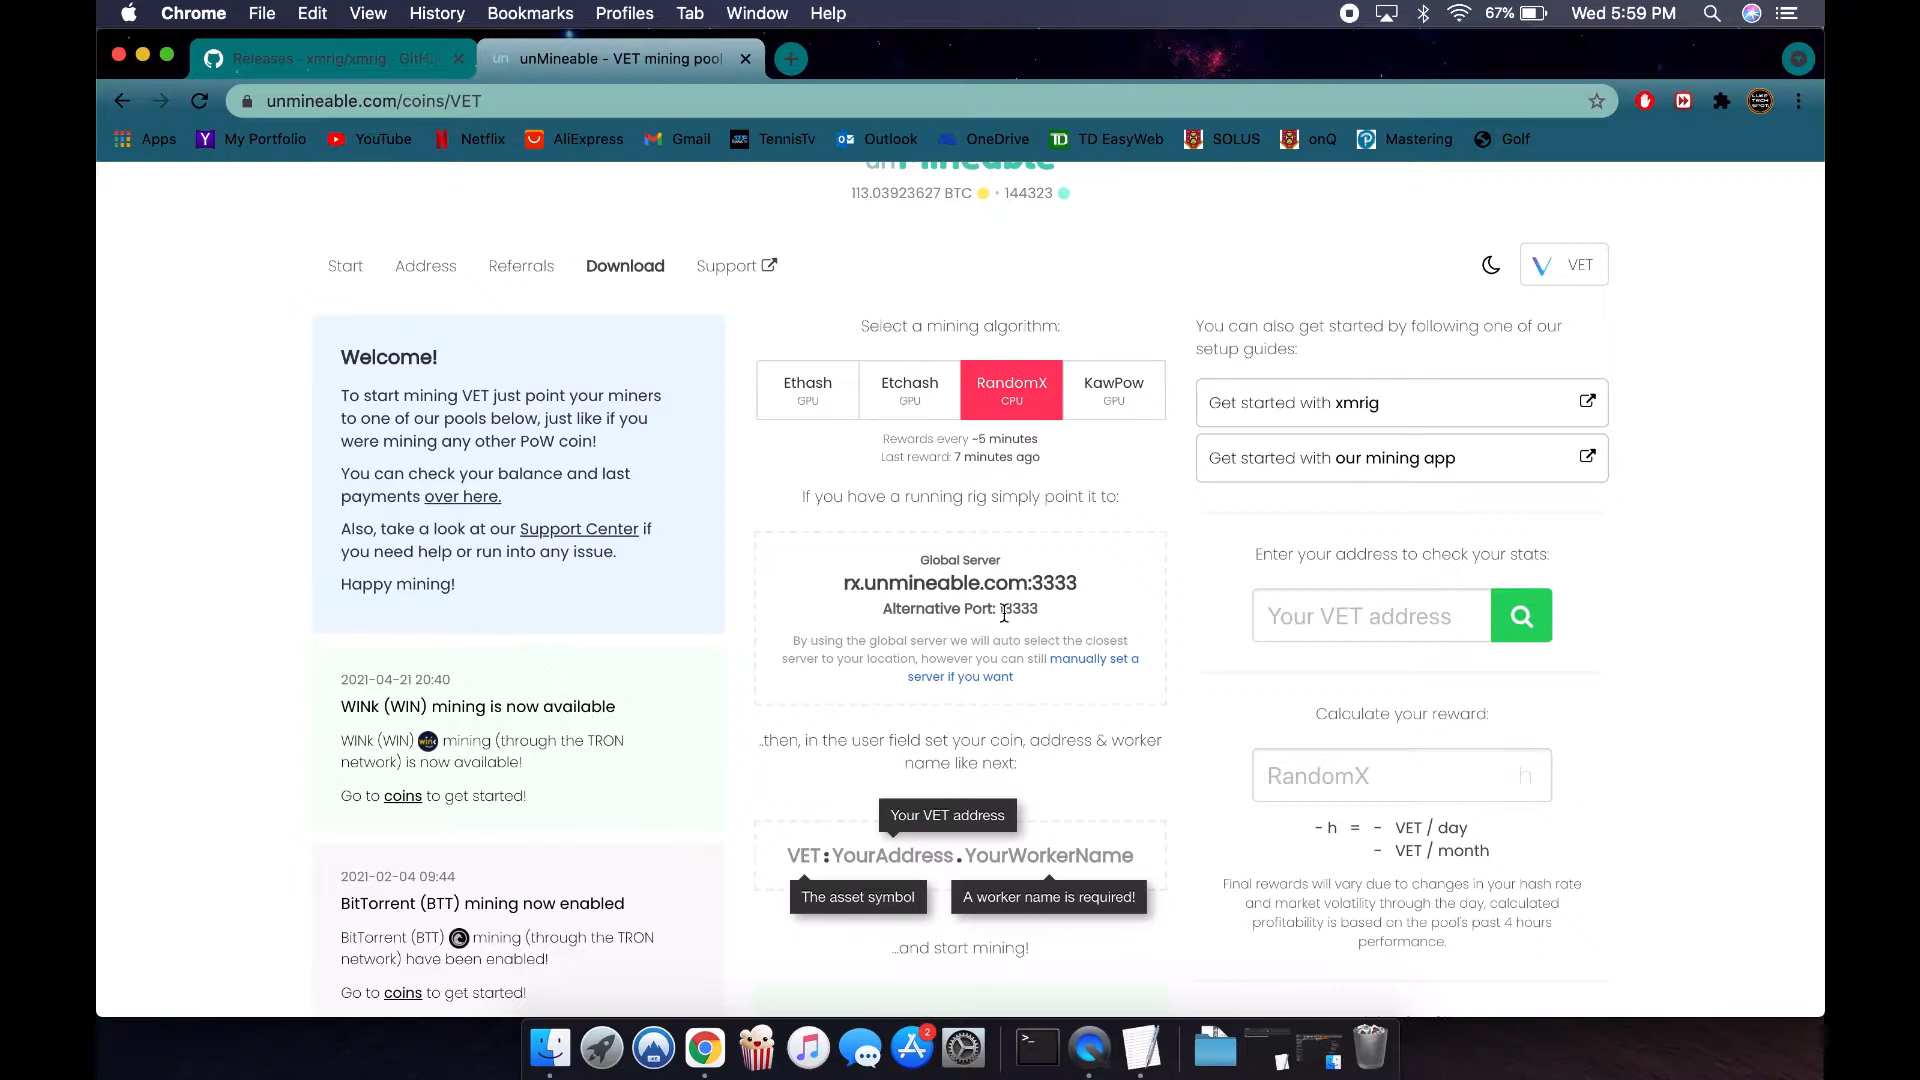 Chrome File Edit View History Bookmarks Profiles Tab Window Help
67% Wed 5:59 PM
Releases · xmrig/xmrig · GitHu
un unMineable - VET mining pool
unmineable.com/coins/VET
Apps My Portfolio YouTube Netflix AliExpress Gmail TennisTv Outlook OneDrive TD EasyWeb SOLUS onQ Mastering Golf
unMineable
113.03923627 BTC • 144323
Start Address Referrals Download Support
VET
Welcome!
To start mining VET just point your miners
to one of our pools below, just like if you
were mining any other PoW coin!
You can check your balance and last
payments over here.
Also, take a look at our Support Center if
you need help or run into any issue.
Happy mining!
2021-04-21 20:40
WINk (WIN) mining is now available
WINk (WIN) mining (through the TRON
network) is now available!
Go to coins to get started!
2021-02-04 09:44
BitTorrent (BTT) mining now enabled
BitTorrent (BTT) mining (through the TRON
network) have been enabled!
Go to coins to get started!
Select a mining algorithm:
Ethash Etchash RandomX KawPow
GPU GPU CPU GPU
Rewards every ~5 minutes
Last reward: 7 minutes ago
If you have a running rig simply point it to:
Global Server
rx.unmineable.com:3333
Alternative Port: 13333
By using the global server we will auto select the closest
server to your location, however you can still manually set a
server if you want
..then, in the user field set your coin, address & worker
name like next:
Your VET address
VET:YourAddress.YourWorkerName
The asset symbol
A worker name is required!
...and start mining!
You can also get started by following one of our
setup guides:
Get started with xmrig
Get started with our mining app
Enter your address to check your stats:
Your VET address
Calculate your reward:
RandomX h
- h = - VET / day
- VET / month
Final rewards will vary due to changes in your hash rate
and market volatility through the day, calculated
profitability is based on the pool's past 4 hours
performance.
2